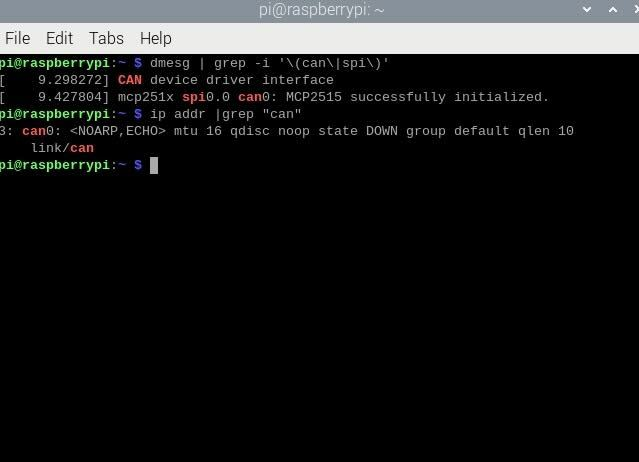 pi@raspberrypi: ~
File Edit Tabs Help
pi@raspberrypi:~ $ dmesg | grep -i '\(can\|spi\)'
[    9.298272] CAN device driver interface
[    9.427804] mcp251x spi0.0 can0: MCP2515 successfully initialized.
pi@raspberrypi:~ $ ip addr |grep "can"
3: can0: <NOARP,ECHO> mtu 16 qdisc noop state DOWN group default qlen 10
    link/can
pi@raspberrypi:~ $